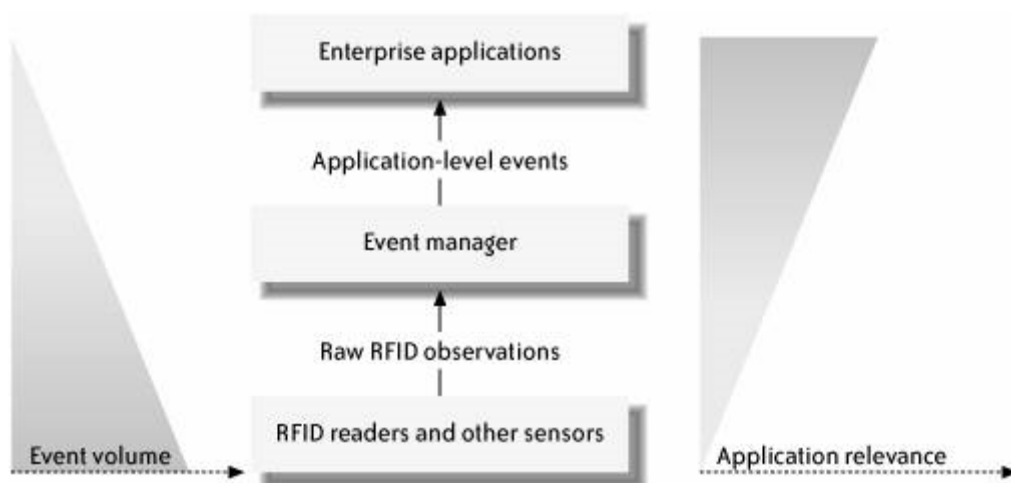 Enterprise applications
Application-level events
Event manager
Raw RFID observations
RFID readers and other sensors
Event volume
Application relevance